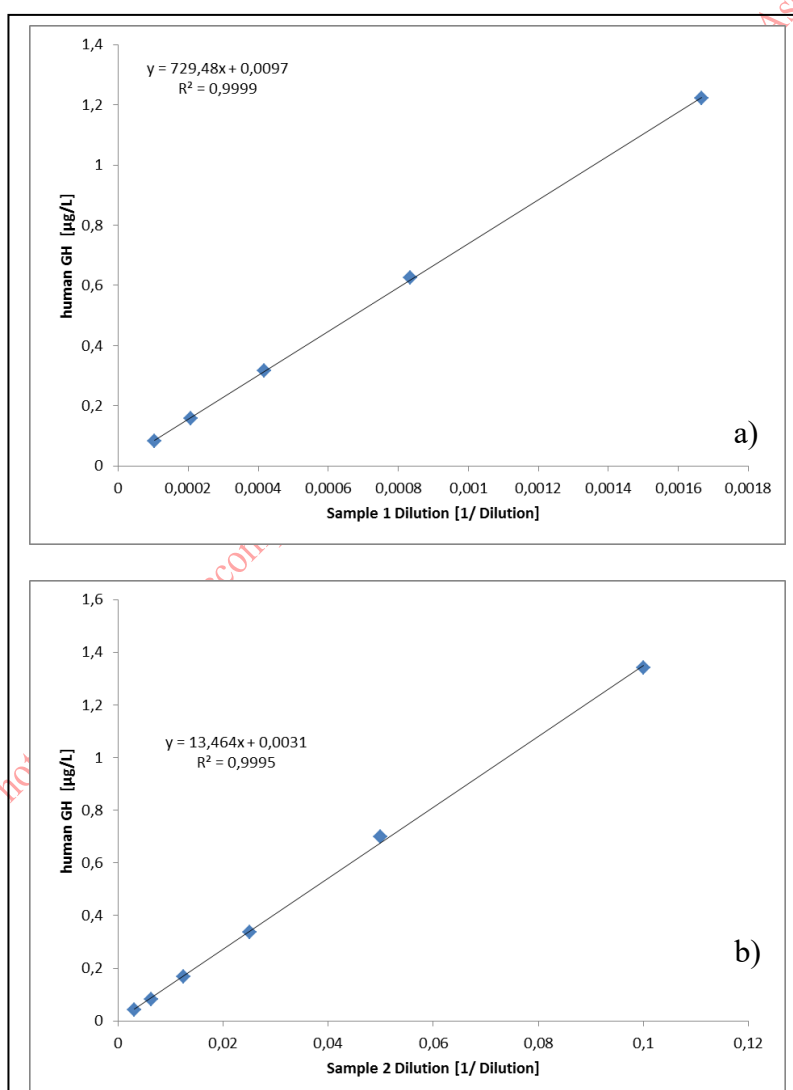 As
1,4
y = 729,48x + 0,0097
R² = 0,9999
1,2
1
0,8
0,6
0,4
0,2
0
human GH [µg/L]
0 0,0002 0,0004 0,0006 0,0008 0,001 0,0012 0,0014 0,0016 0,0018
Sample 1 Dilution [1/ Dilution]
a)
1,6
1,4
1,2
y = 13,464x + 0,0031
R² = 0,9995
1
0,8
0,6
0,4
0,2
0
human GH [µg/L]
0 0,02 0,04 0,06 0,08 0,1 0,12
Sample 2 Dilution [1/ Dilution]
b)